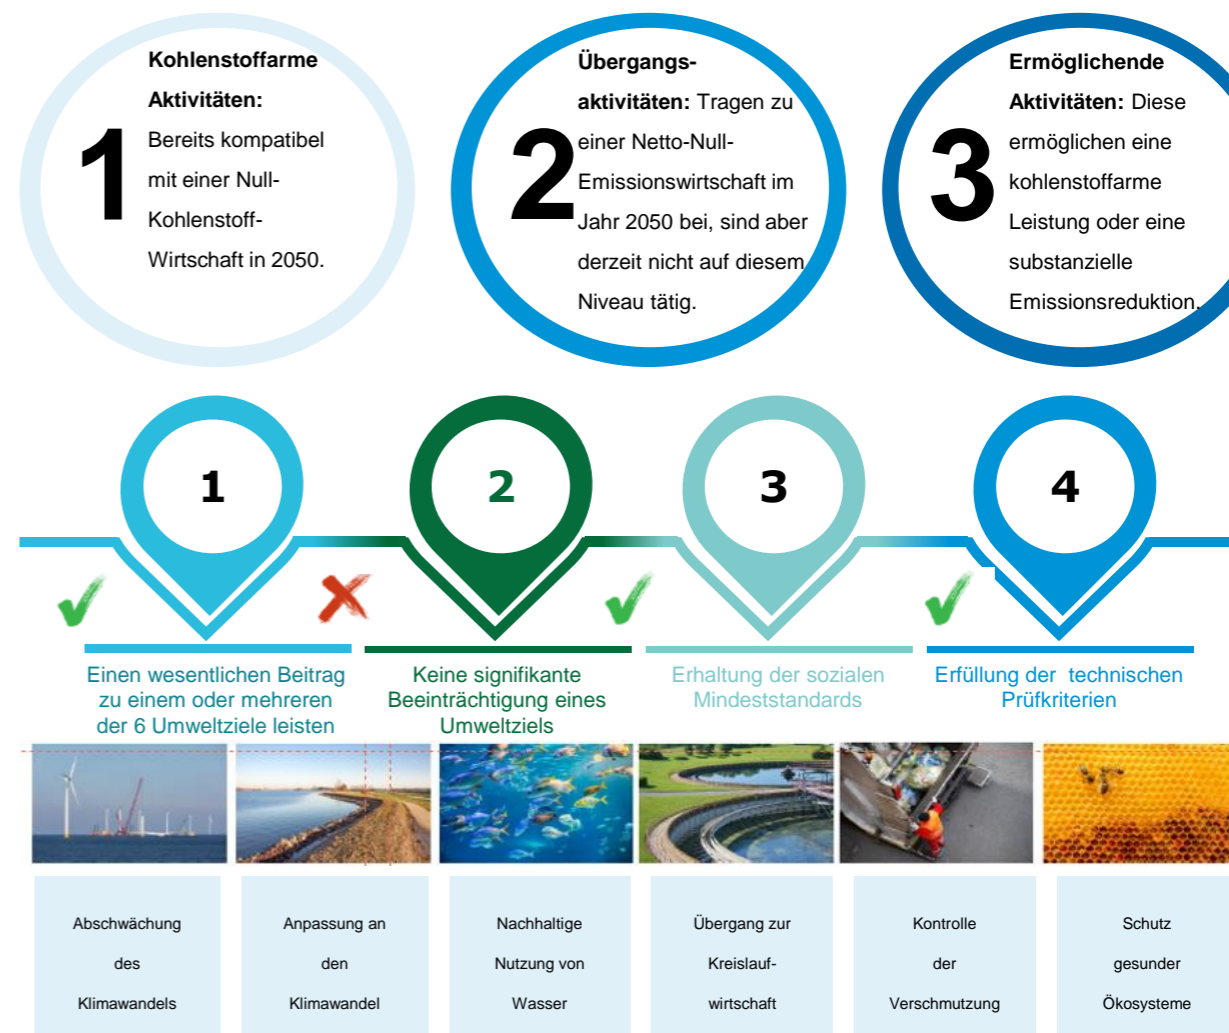 1
Kohlenstoffarme
Aktivitäten:
Bereits kompatibel
mit einer Null-
Kohlenstoff-
Wirtschaft in 2050.
2
Übergangs-
aktivitäten: Tragen zu
einer Netto-Null-
Emissionswirtschaft im
Jahr 2050 bei, sind aber
derzeit nicht auf diesem
Niveau tätig.
3
Ermöglichende
Aktivitäten: Diese
ermöglichen eine
kohlenstoffarme
Leistung oder eine
substanzielle
Emissionsreduktion.
1
2
3
4
Einen wesentlichen Beitrag
zu einem oder mehreren
der 6 Umweltziele leisten
Keine signifikante
Beeinträchtigung eines
Umweltziels
Erhaltung der sozialen
Mindeststandards
Erfüllung der technischen
Prüfkriterien
Abschwächung
des
Klimawandels
Anpassung an
den
Klimawandel
Nachhaltige
Nutzung von
Wasser
Übergang zur
Kreislauf-
wirtschaft
Kontrolle
der
Verschmutzung
Schutz
gesunder
Ökosysteme